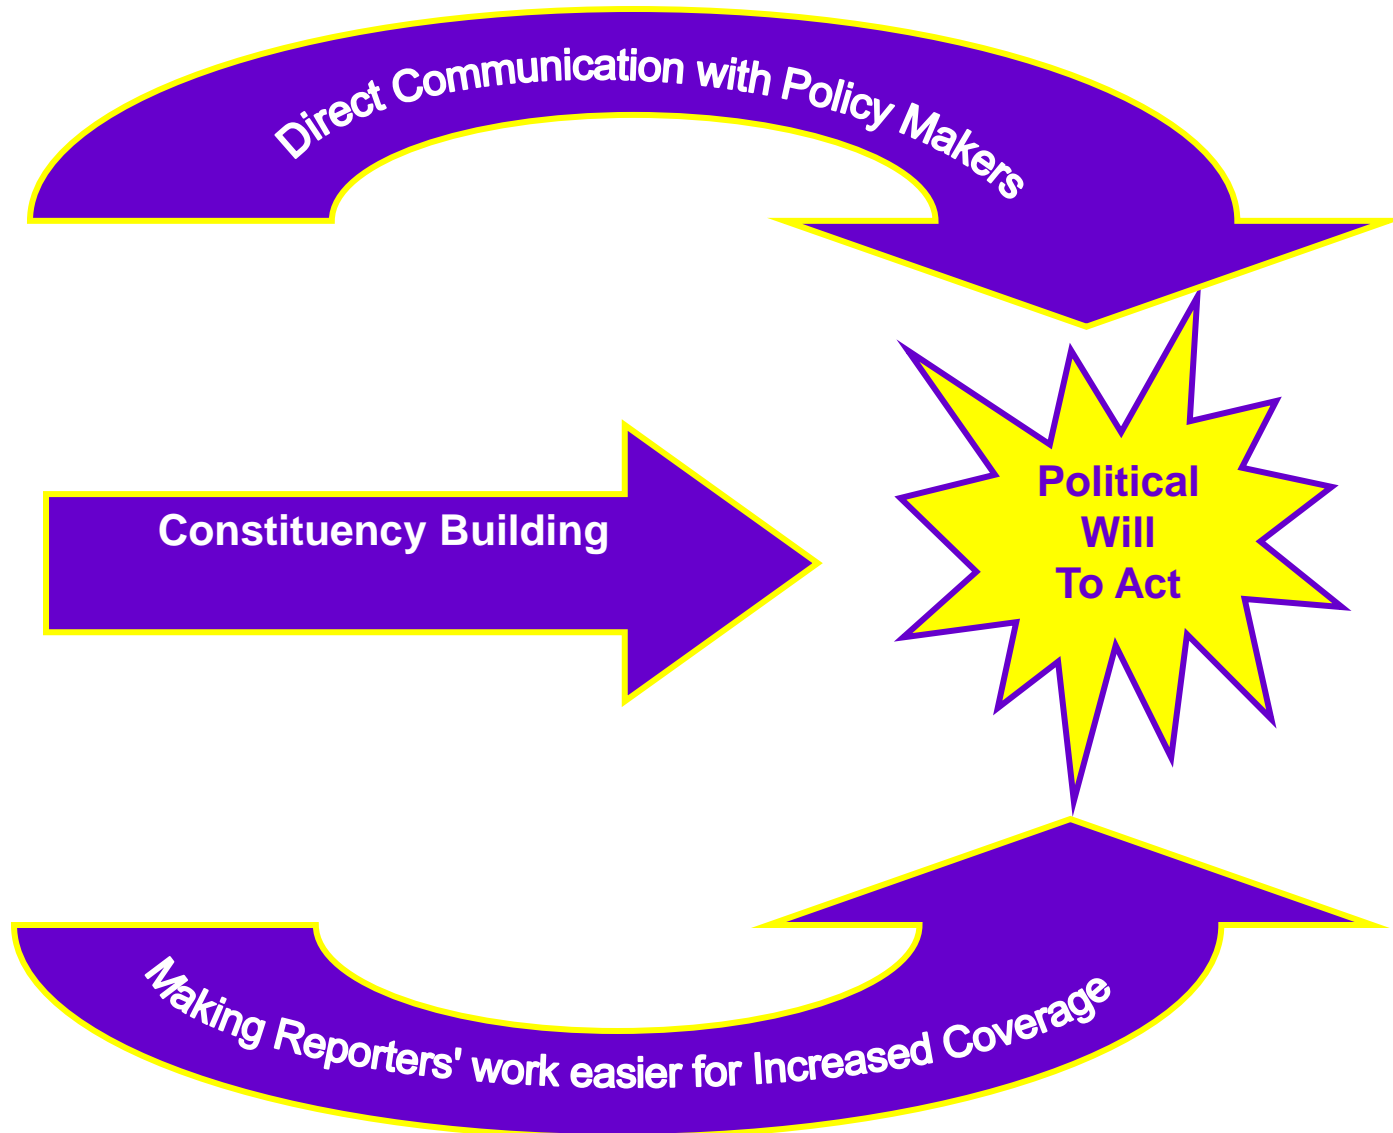 Direct Communication with Policy Makers
Constituency Building
Political
Will
To Act
Making Reporters' work easier for Increased Coverage